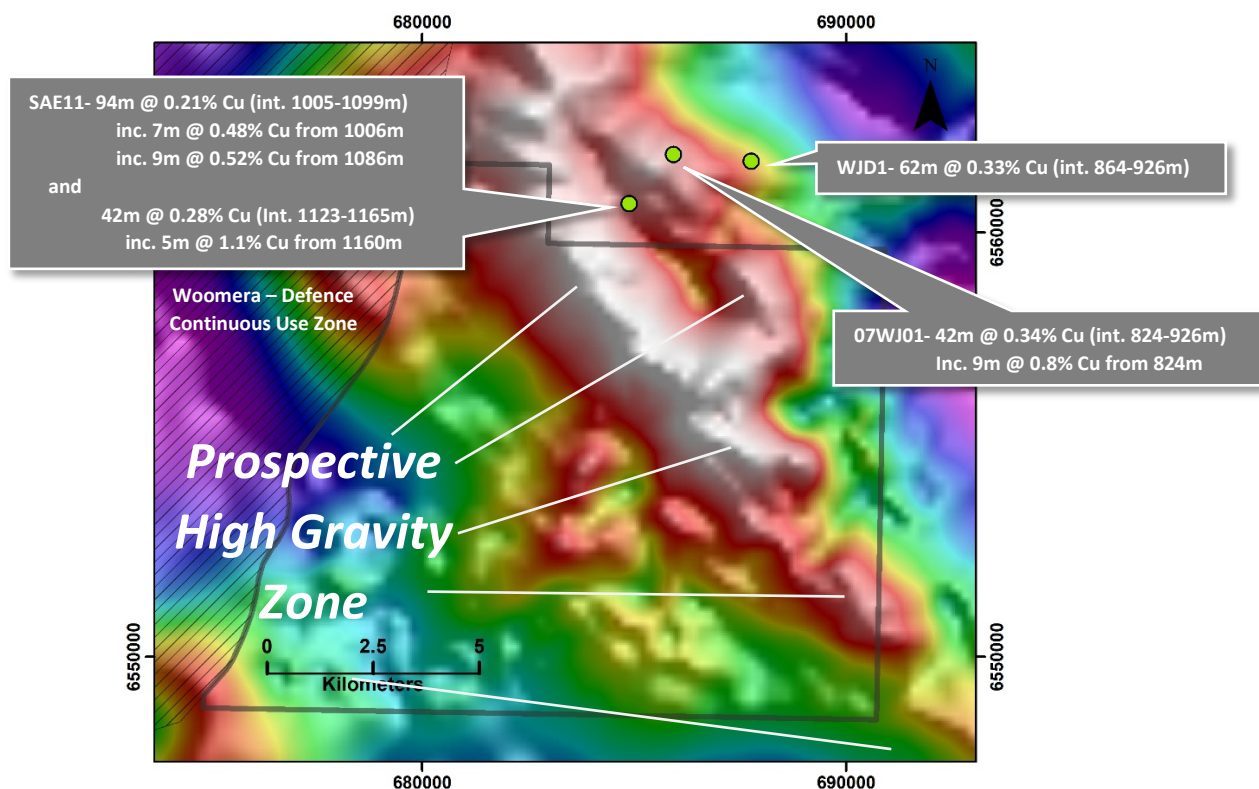 680000
690000
SAE11- 94m @ 0.21% Cu (int. 1005-1099m)
inc. 7m @ 0.48% Cu from 1006m
inc. 9m @ 0.52% Cu from 1086m
and
42m @ 0.28% Cu (Int. 1123-1165m)
inc. 5m @ 1.1% Cu from 1160m
N
WJD1- 62m @ 0.33% Cu (int. 864-926m)
6560000
6560000
Woomera – Defence
Continuous Use Zone
07WJ01- 42m @ 0.34% Cu (int. 824-926m)
Inc. 9m @ 0.8% Cu from 824m
Prospective
High Gravity
Zone
0 2.5 5
Kilometers
6550000
6550000
680000
690000